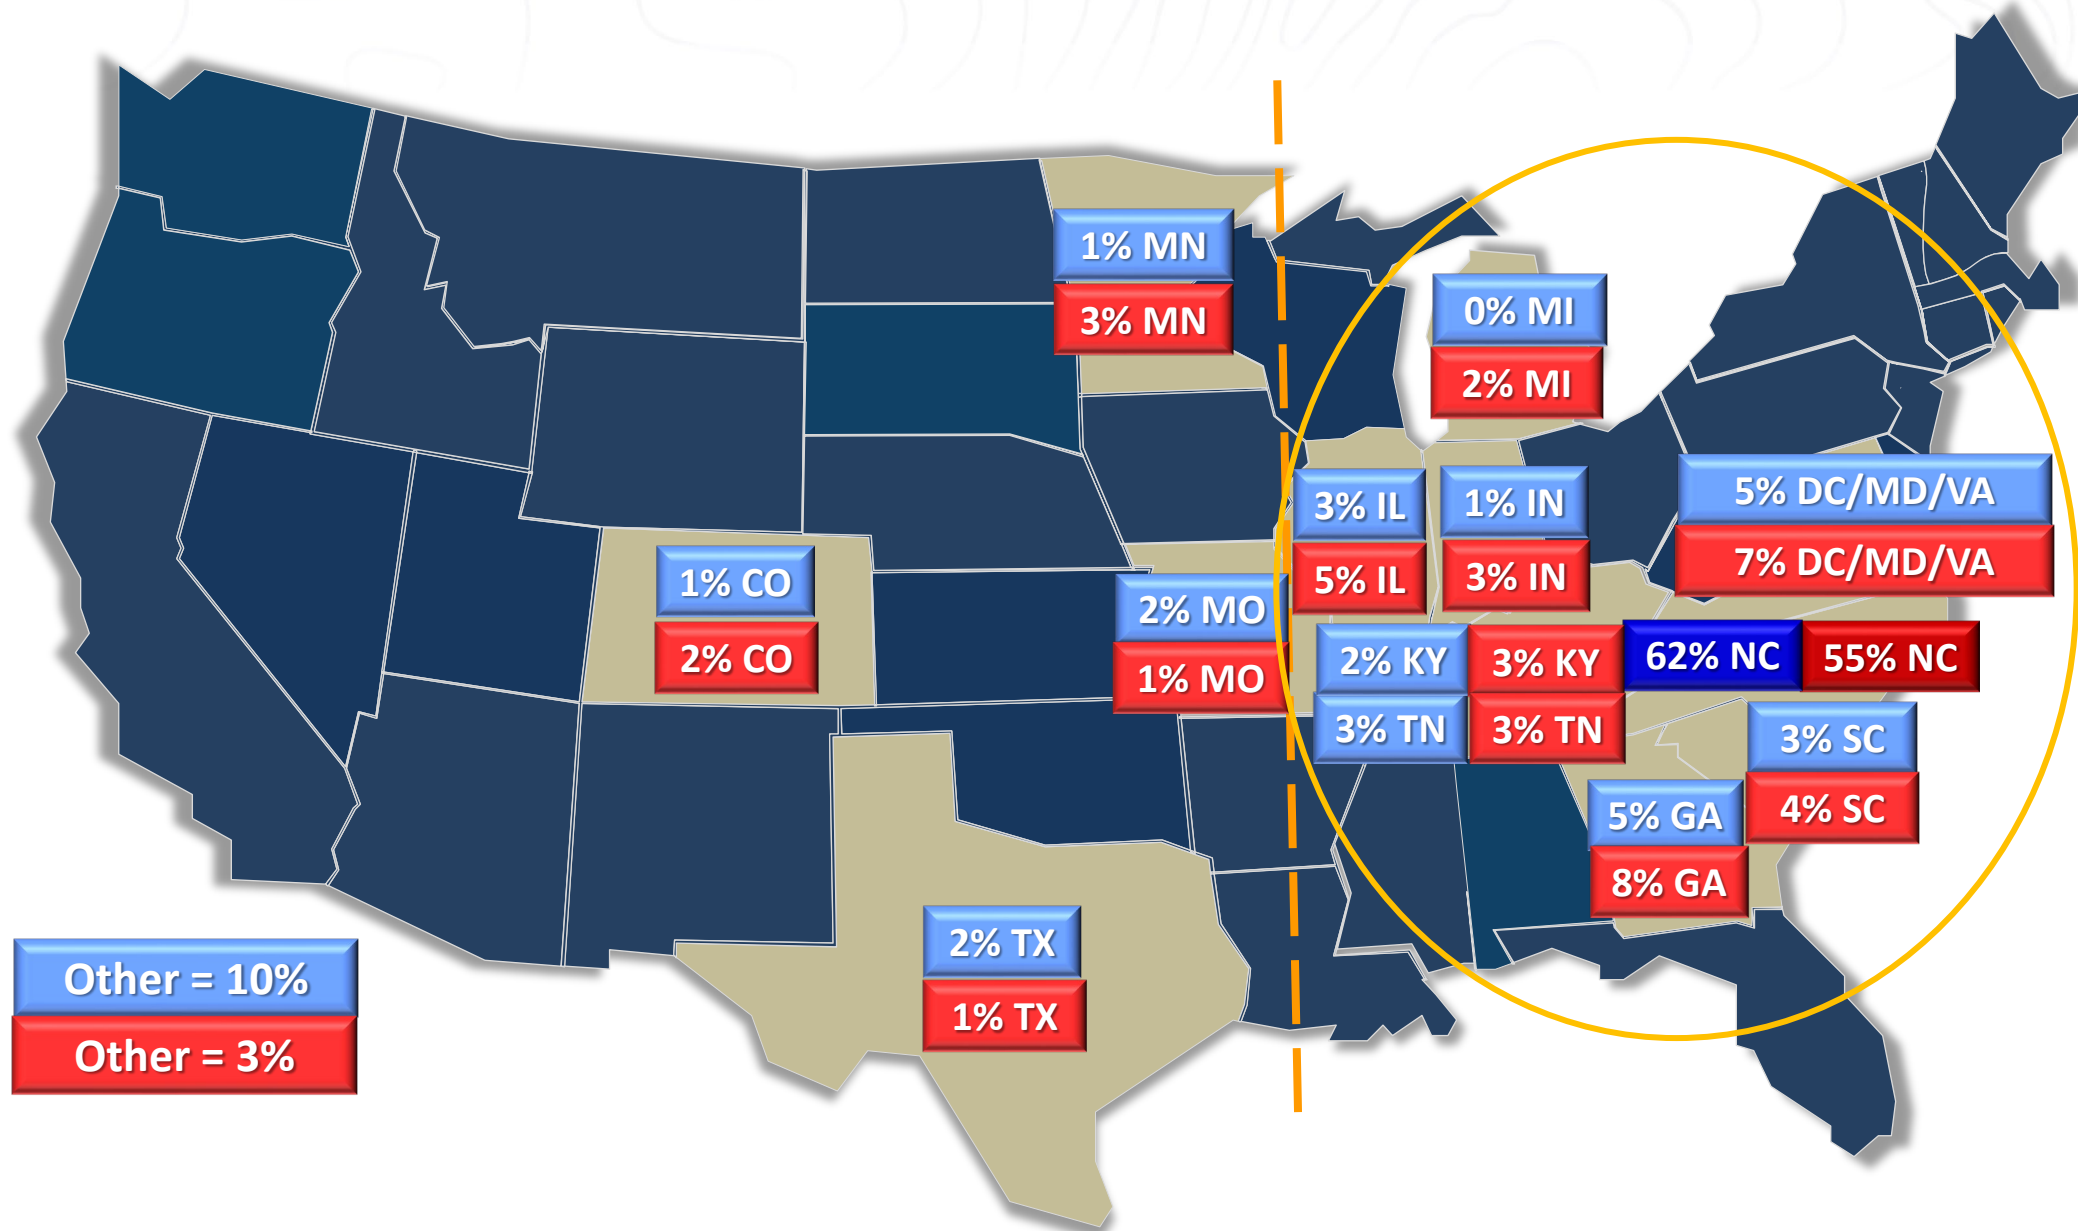 1% MN
3% MN
0% MI
2% MI
5% DC/MD/VA
7% DC/MD/VA
3% IL
5% IL
1% IN
3% IN
1% CO
2% CO
2% MO
1% MO
2% KY
3% KY
62% NC
55% NC
3% TN
3% TN
3% SC
4% SC
5% GA
8% GA
2% TX
1% TX
Other = 10%
Other = 3%